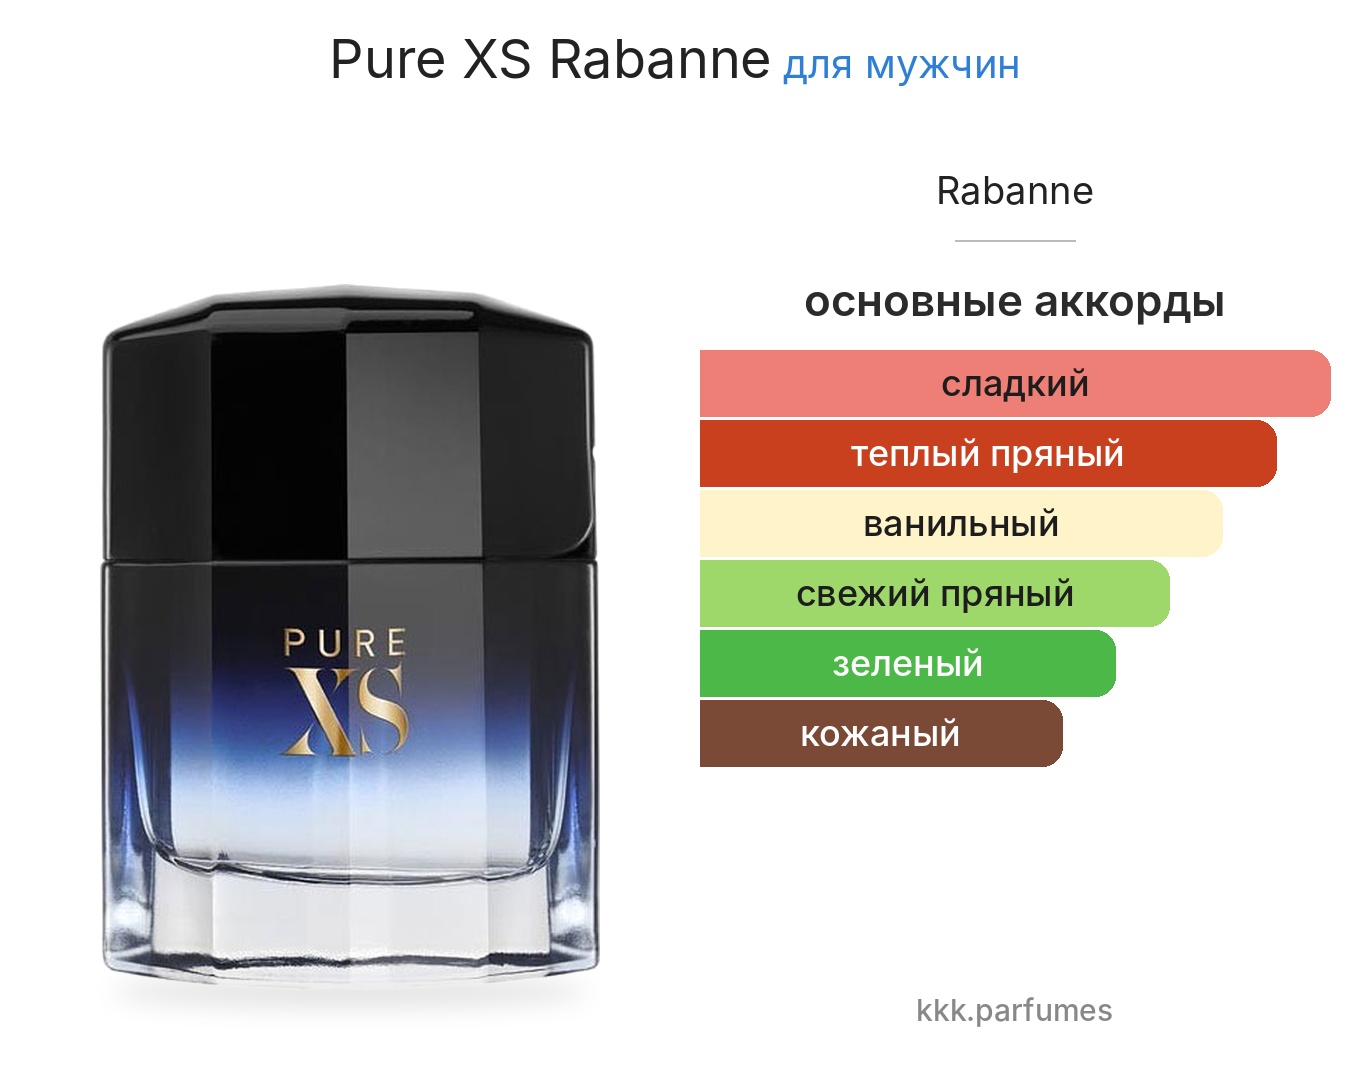 Pure XS Rabanne для мужчин
Rabanne
основные аккорды
сладкий
теплый пряный
ванильный
свежий пряный
зеленый
кожаный
PURE
XS
kkk.parfumes